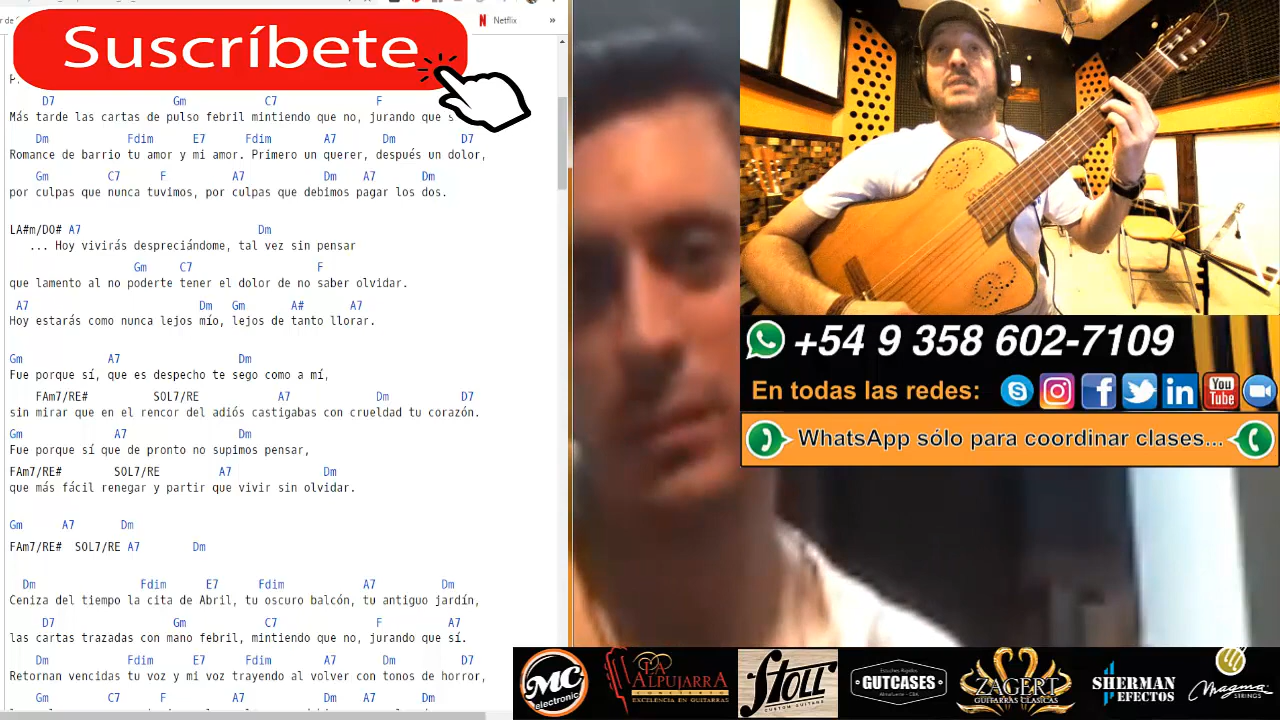 Netflix
»
Suscríbete
D7 Gm C7 F
Más tarde las cartas de pulso febril mintiendo que no, jurando que
Dm Fdim E7 Fdim A7 Dm D7
Romance de barrio tu amor y mi amor. Primero un querer, después un dolor,
Gm C7 F A7 Dm A7 Dm
por culpas que nunca tuvimos, por culpas que debimos pagar los dos.
LA#m/DO# A7 Dm
... Hoy vivirás despreciándome, tal vez sin pensar
Gm C7 F
que lamento al no poderte tener el dolor de no saber olvidar.
A7 Dm Gm A# A7
Hoy estarás como nunca lejos mío, lejos de tanto llorar.
Gm A7 Dm
Fue porque sí, que es despecho te sego como a mí,
FAm7/RE# SOL7/RE A7 Dm D7
sin mirar que en el rencor del adiós castigabas con crueldad tu corazón.
Gm A7 Dm
Fue porque sí que de pronto no supimos pensar,
FAm7/RE# SOL7/RE A7 Dm
que más fácil renegar y partir que vivir sin olvidar.
Gm A7 Dm
FAm7/RE# SOL7/RE A7 Dm
Dm Fdim E7 Fdim A7 Dm
Ceniza del tiempo la cita de Abril, tu oscuro balcón, tu antiguo jardín,
D7 Gm C7 F A7
las cartas trazadas con mano febril, mintiendo que no, jurando que sí.
Dm Fdim E7 Fdim A7 Dm D7
Retornan vencidas tu voz y mi voz trayendo al volver con tonos de horror,
Gm C7 F A7 Dm A7 Dm
+54 9 358 602-7109
En todas las redes:
in
You
Tube
WhatsApp sólo para coordinar clases...
MC
electronic
LA
ALPUJARRA
CONCIERTO
EXCELENCIA EN GUITARRAS
STOLL
CUSTOM GUITARS
GUTCASES
ZAGERT
GUITARRAS CLASICAS
SHERMAN
EFECTOS
Magma
STRINGS